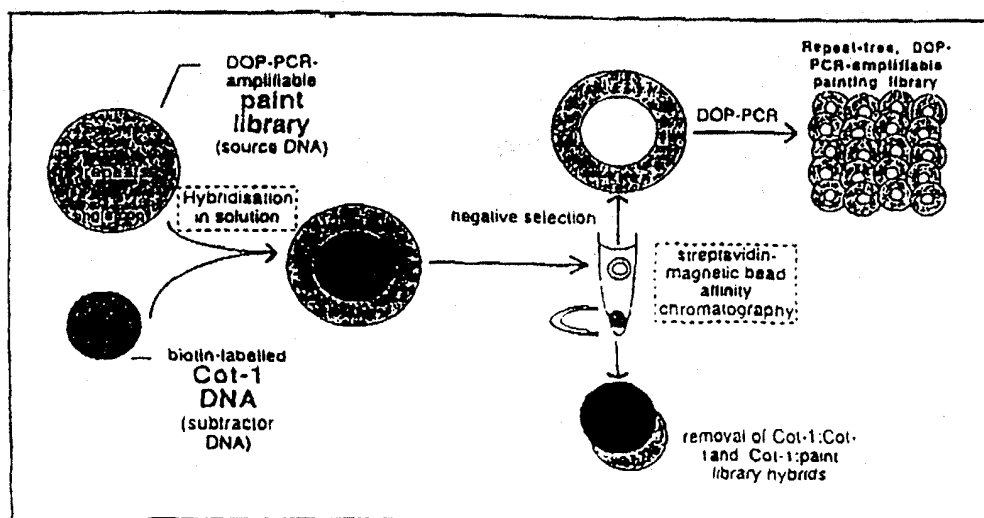 DOP-PCR-
amplifiable
paint
library
(source DNA)
Hybridisation
in solution
biotin-labelled
Cot-1
DNA
(subtractor
DNA)
negative selection
DOP-PCR
Repeat-free, DOP-
PCR-amplifiable
painting library
streptavidin-
magnetic bead
affinity
chromatography
removal of Cot-1:Cot-
1and Cot-1:paint
library hybrids